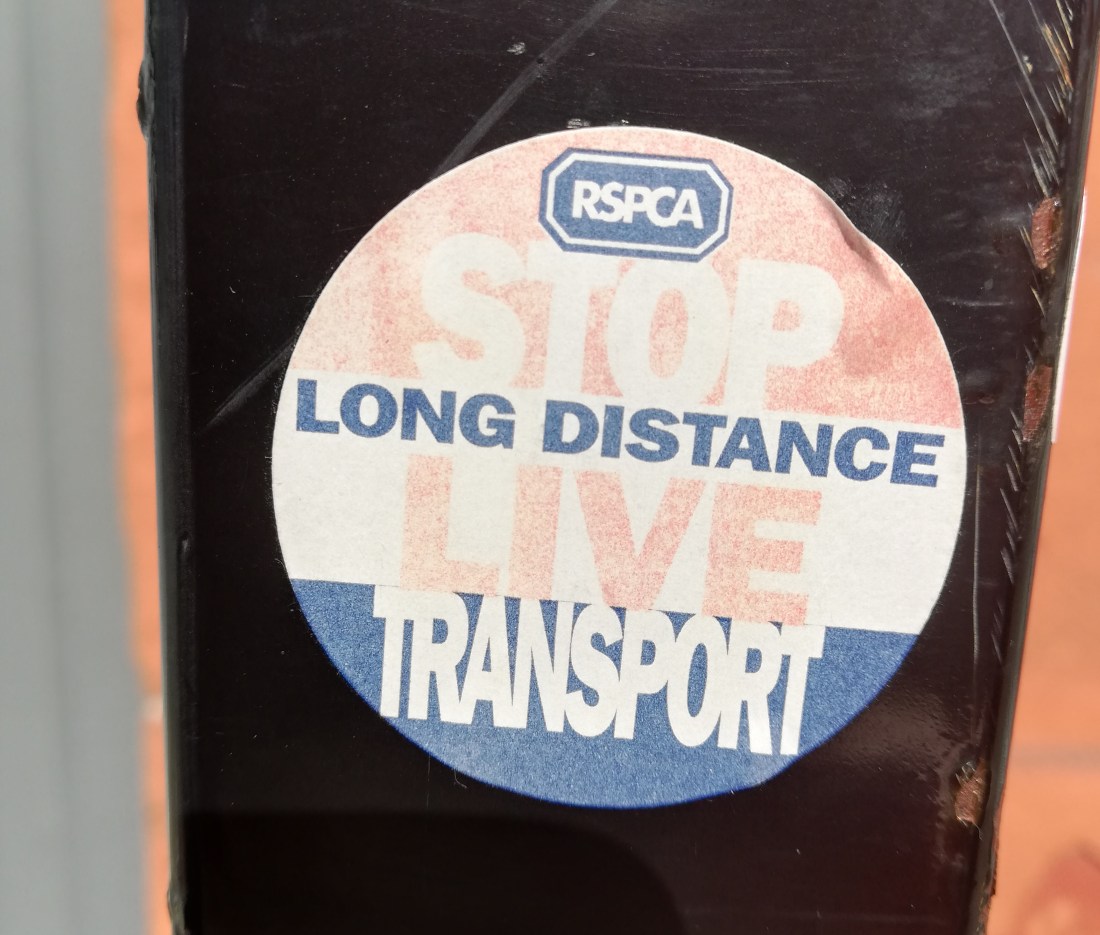 RSPCA
STOP
LONG DISTANCE
LIVE
TRANSPORT